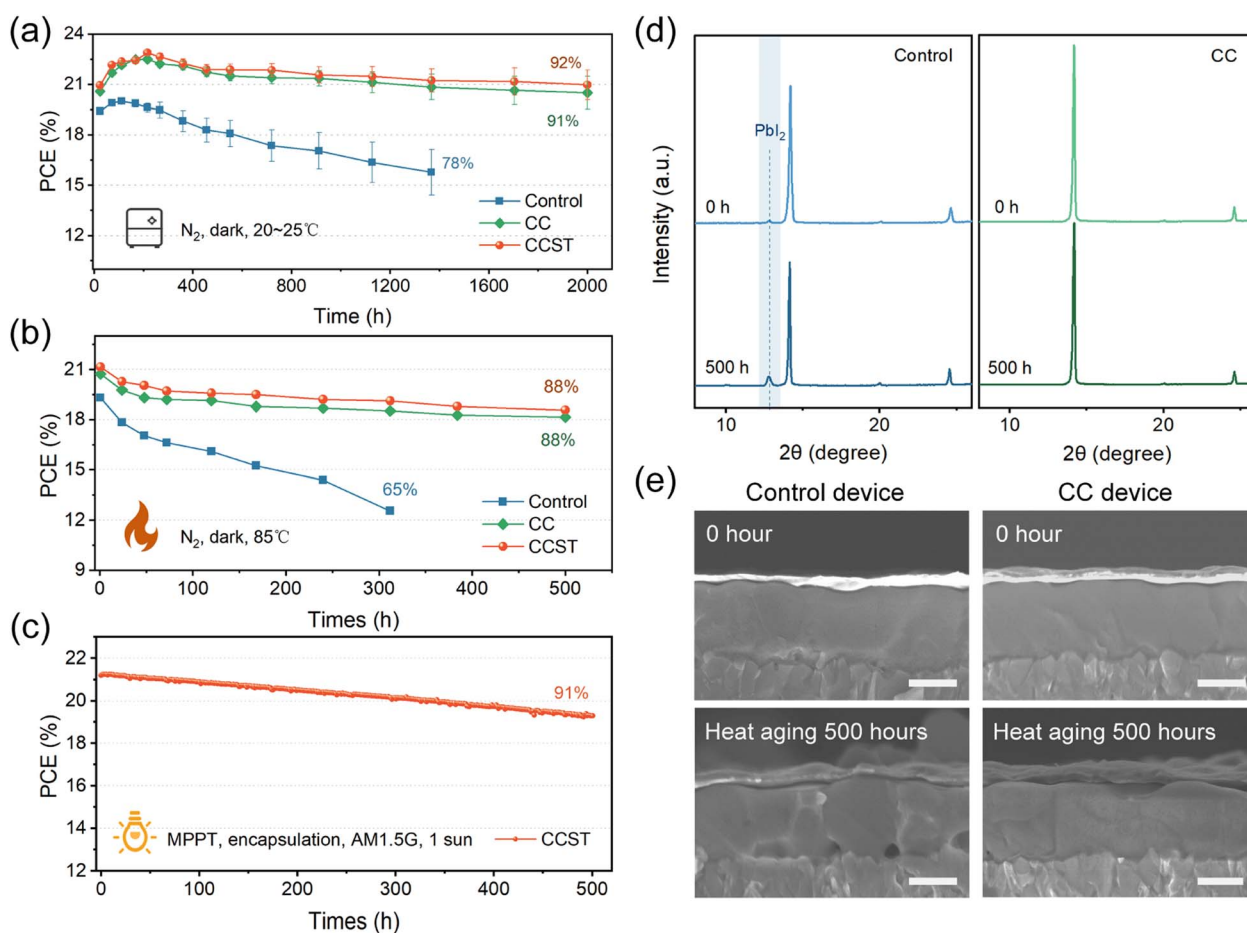 (a)
24
21
18
15
12
PCE (%)
92%
91%
78%
N₂, dark, 20~25℃
Control
CC
CCST
0
400
800
1200
1600
2000
Time (h)
(b)
21
18
15
12
9
PCE (%)
88%
88%
65%
N₂, dark, 85℃
Control
CC
CCST
0
100
200
300
400
500
Times (h)
(c)
22
20
18
16
14
12
PCE (%)
91%
MPPT, encapsulation, AM1.5G, 1 sun
CCST
0
100
200
300
400
500
Times (h)
(d)
Intensity (a.u.)
Control
PbI₂
0 h
500 h
10
20
2θ (degree)
CC
0 h
500 h
10
20
2θ (degree)
(e)
Control device
CC device
0 hour
0 hour
Heat aging 500 hours
Heat aging 500 hours